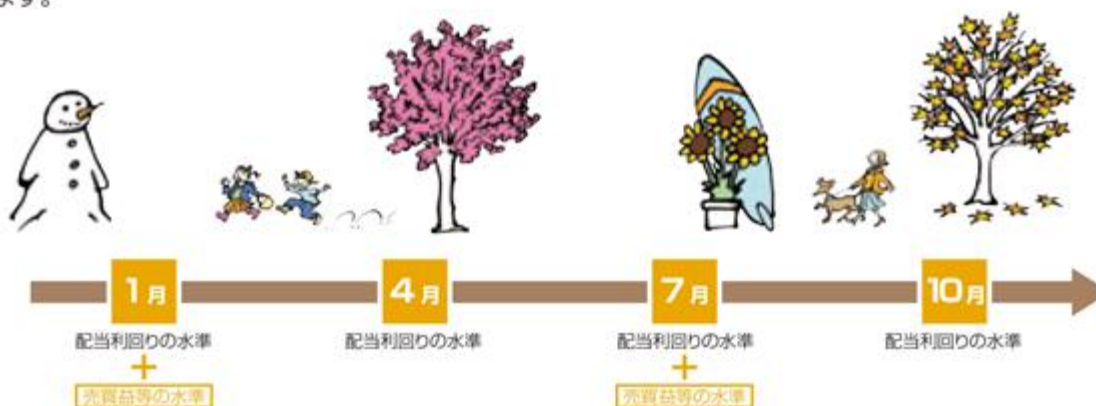 ます。
1月
4月
7月
10月
配当利回りの水準
配当利回りの水準
配当利回りの水準
配当利回りの水準
+
+
売買益等の水準
売買益等の水準